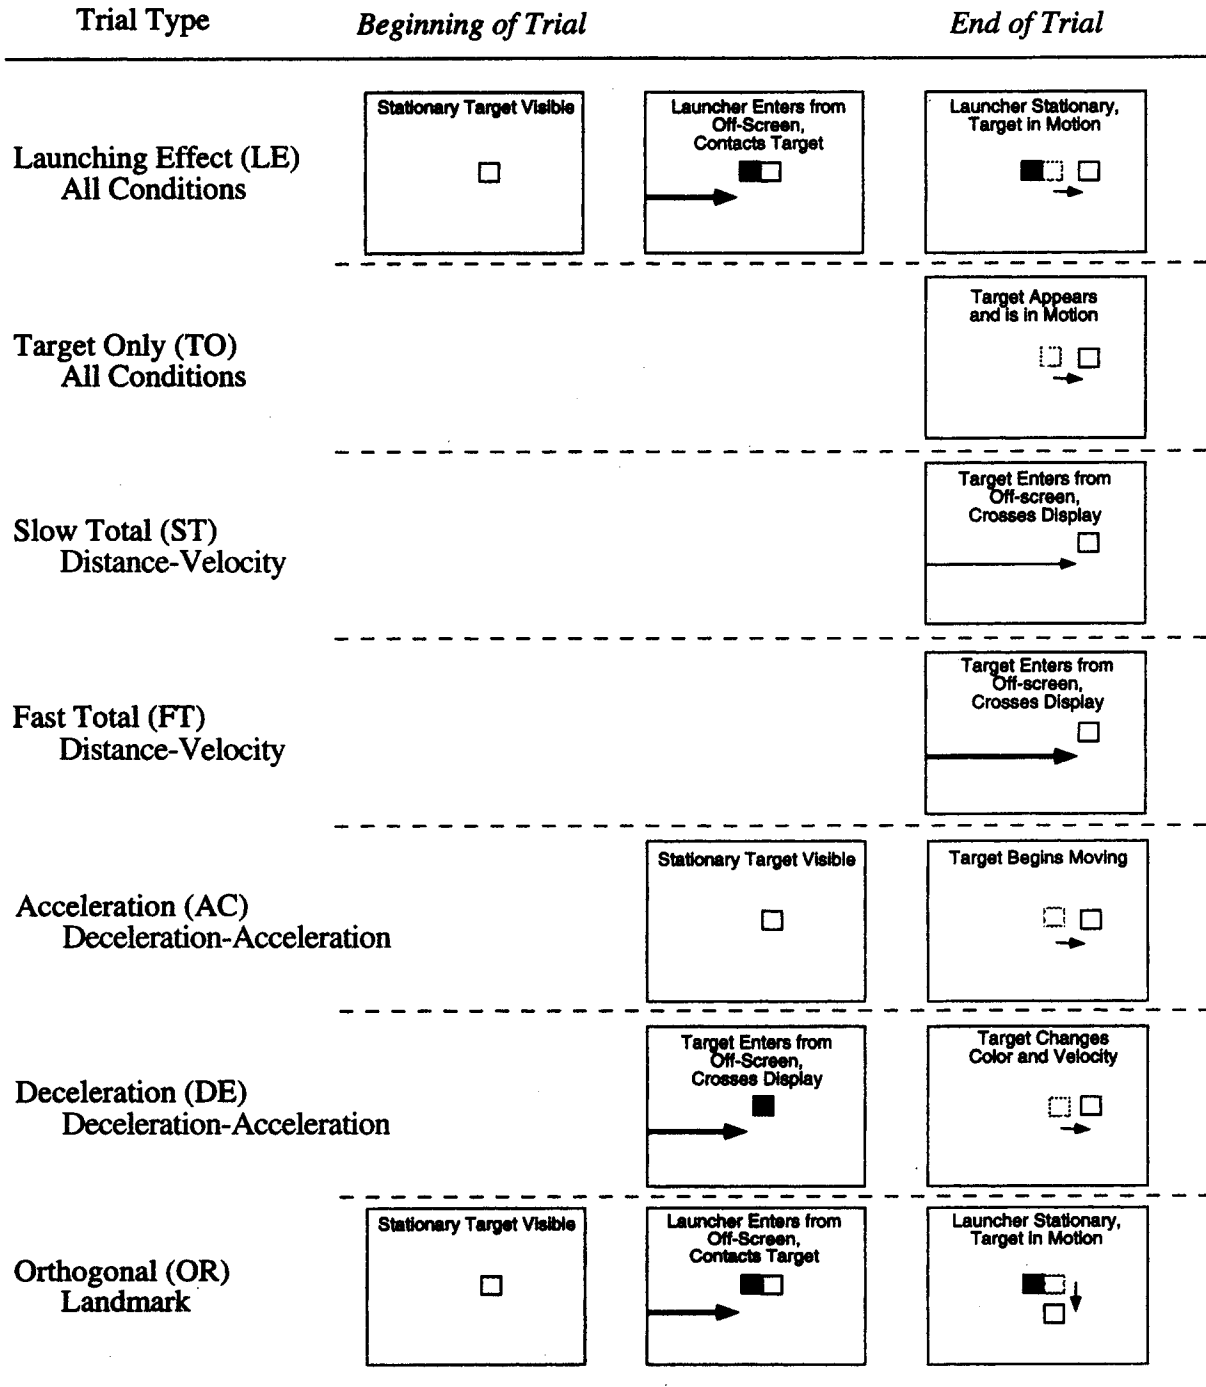 Trial Type
Beginning of Trial
End of Trial
Launching Effect (LE)
All Conditions
Stationary Target Visible
Launcher Enters from
Off-Screen,
Contacts Target
Launcher Stationary,
Target in Motion
Target Only (TO)
All Conditions
Target Appears
and is in Motion
Slow Total (ST)
Distance-Velocity
Target Enters from
Off-screen,
Crosses Display
Fast Total (FT)
Distance-Velocity
Target Enters from
Off-screen,
Crosses Display
Acceleration (AC)
Deceleration-Acceleration
Stationary Target Visible
Target Begins Moving
Deceleration (DE)
Deceleration-Acceleration
Target Enters from
Off-Screen,
Crosses Display
Target Changes
Color and Velocity
Orthogonal (OR)
Landmark
Stationary Target Visible
Launcher Enters from
Off-Screen,
Contacts Target
Launcher Stationary,
Target in Motion